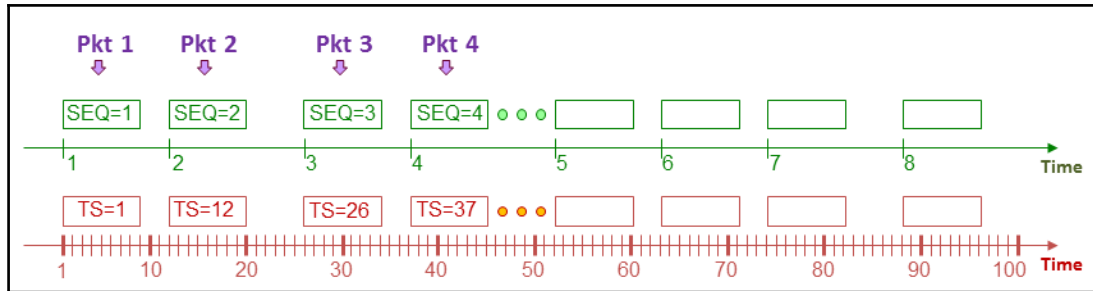 Pkt 1 Pkt 2 Pkt 3 Pkt 4
SEQ=1 SEQ=2 SEQ=3 SEQ=4
1 2 3 4 5 6 7 8
Time
TS=1 TS=12 TS=26 TS=37
1 10 20 30 40 50 60 70 80 90 100 Time